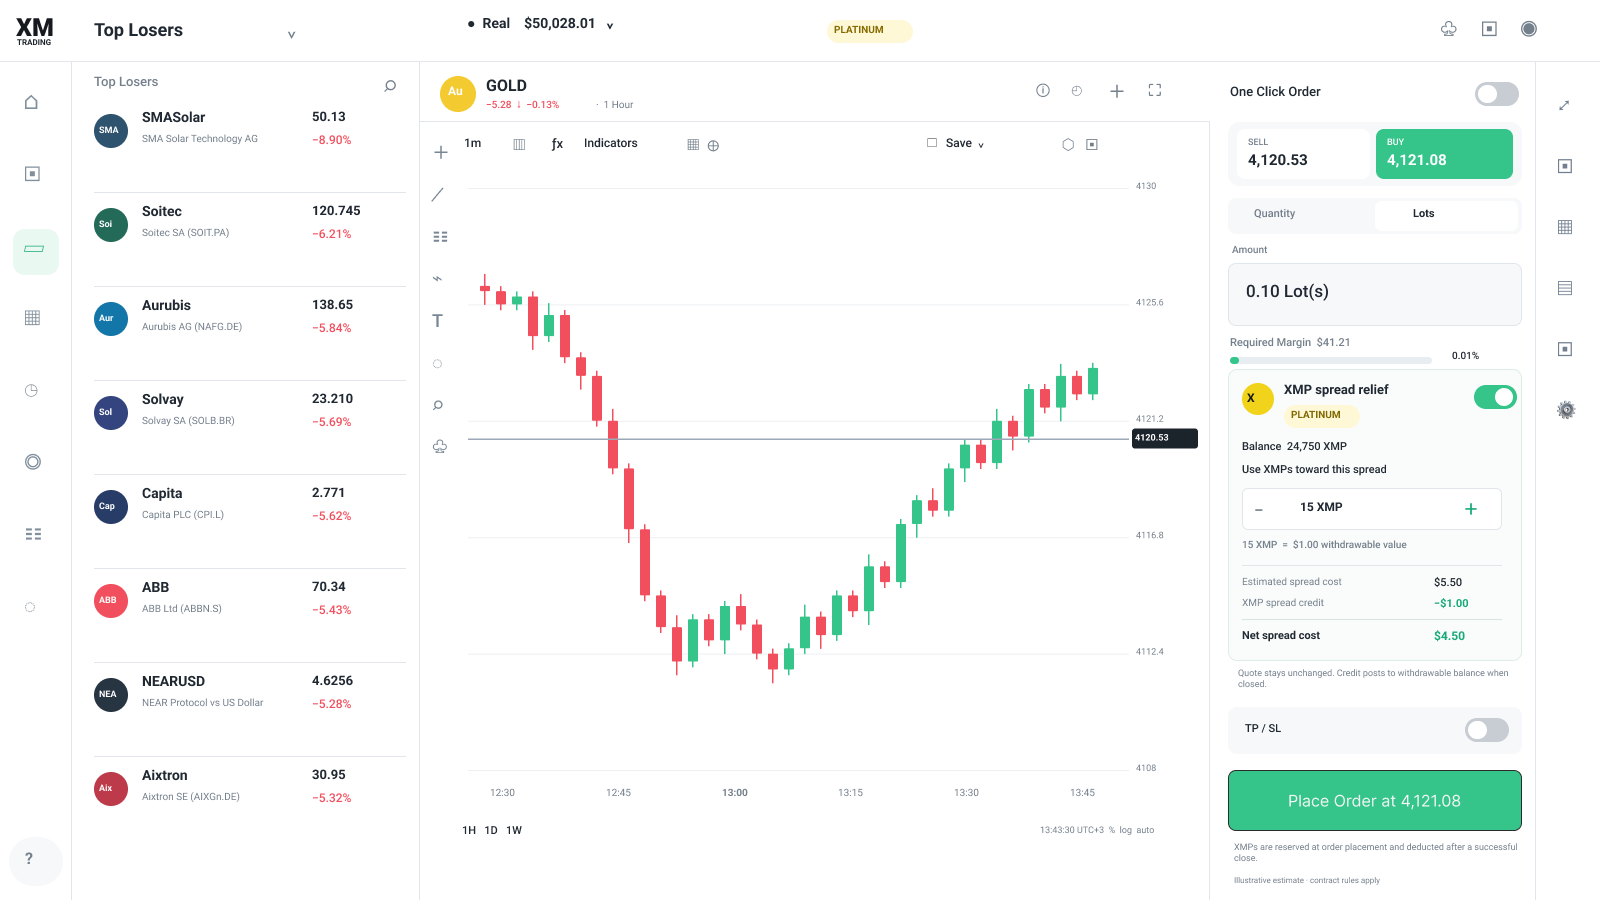 XM
TRADING
Top Losers
Real $50,028.01
PLATINUM
Top Losers
SMA
SMASolar
50.13
SMA Solar Technology AG
−8.90%
Soi
Soitec
120.745
Soitec SA (SOIT.PA)
−6.21%
Aur
Aurubis
138.65
Aurubis AG (NAFG.DE)
−5.84%
Sol
Solvay
23.210
Solvay SA (SOLB.BR)
−5.69%
Cap
Capita
2.771
Capita PLC (CPI.L)
−5.62%
ABB
ABB
70.34
ABB Ltd (ABBN.S)
−5.43%
NEA
NEARUSD
4.6256
NEAR Protocol vs US Dollar
−5.28%
Aix
Aixtron
30.95
Aixtron SE (AIXGn.DE)
−5.32%
?
Au
GOLD
−5.28 ↓ −0.13% · 1 Hour
1m
fx Indicators
Save
T
4130
4125.6
4121.2
4120.53
4116.8
4112.4
4108
12:30 12:45 13:00 13:15 13:30 13:45
1H 1D 1W
13:43:30 UTC+3 % log auto
One Click Order
SELL
4,120.53
BUY
4,121.08
Quantity
Lots
Amount
0.10 Lot(s)
Required Margin $41.21
0.01%
X
XMP spread relief
PLATINUM
Balance 24,750 XMP
Use XMPs toward this spread
− 15 XMP +
15 XMP = $1.00 withdrawable value
Estimated spread cost $5.50
XMP spread credit −$1.00
Net spread cost $4.50
Quote stays unchanged. Credit posts to withdrawable balance when
closed.
TP / SL
Place Order at 4,121.08
XMPs are reserved at order placement and deducted after a successful
close.
Illustrative estimate · contract rules apply